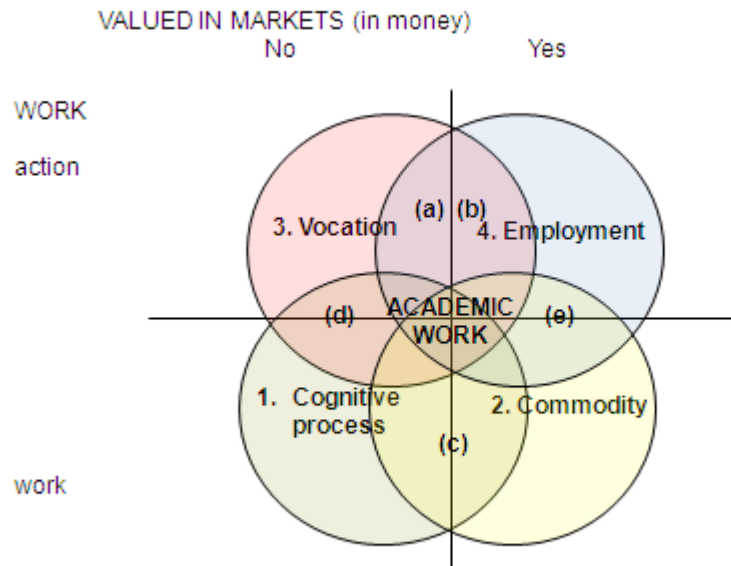 VALUED IN MARKETS (in money)
No Yes
WORK
action
(a) (b)
3. Vocation 4. Employment
ACADEMIC
(d) (e)
WORK
1. Cognitive
process
2. Commodity
(c)
work